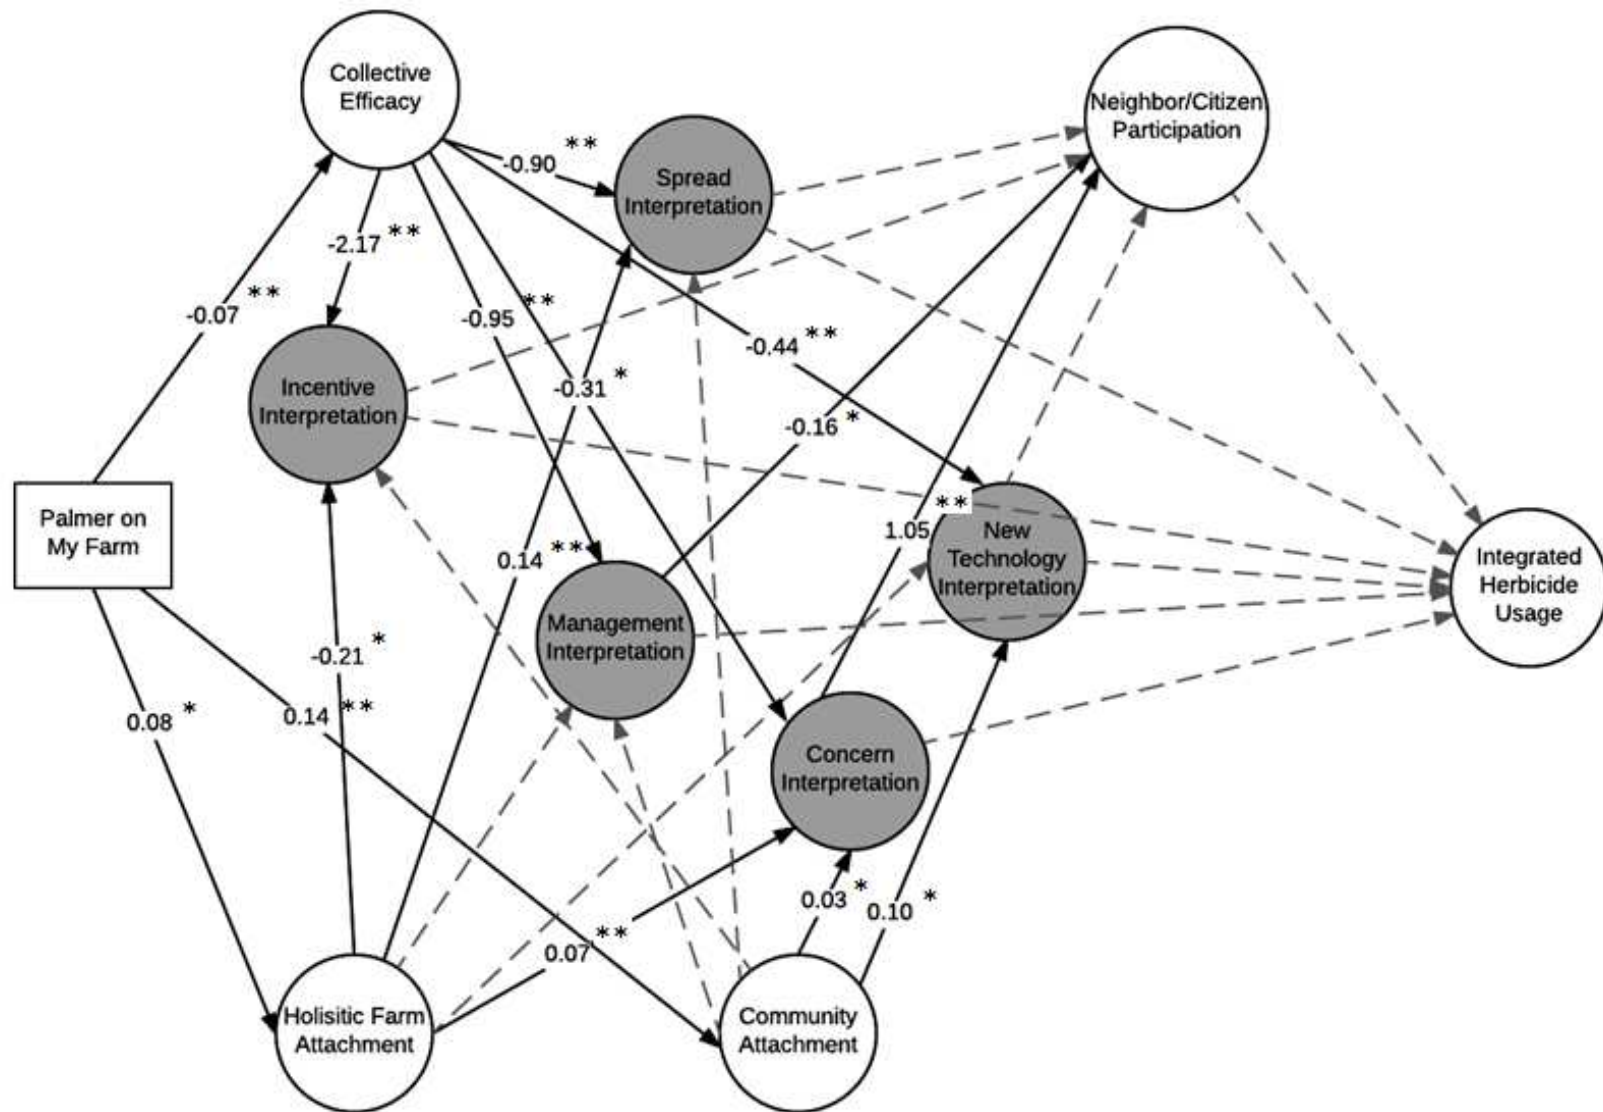 Collective
Efficacy
Neighbor/Citizen
Participation
-0.90 **
Spread
Interpretation
-2.17 **
-0.07 **
-0.95 **
-0.44 **
Incentive
Interpretation
-0.31 *
-0.16 *
Palmer on
My Farm
1.05 **
New
Technology
Interpretation
Integrated
Herbicide
Usage
0.14 **
Management
Interpretation
-0.21 *
0.08 *
0.14 **
Concern
Interpretation
0.03 *
0.10 *
0.07 **
Holisitic Farm
Attachment
Community
Attachment